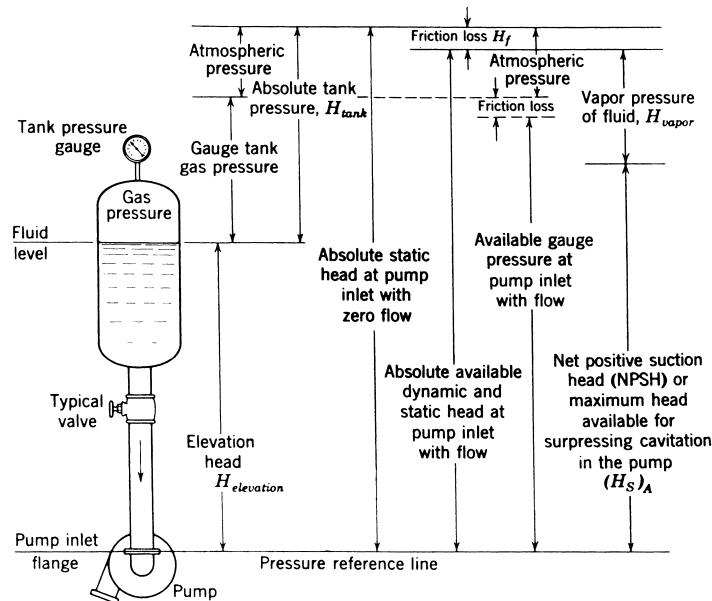 Friction loss H_f
Atmospheric
pressure
Atmospheric
pressure
Absolute tank
pressure, H_tank
Friction loss
Vapor pressure
of fluid, H_vapor
Tank pressure
gauge
Gauge tank
gas pressure
Gas
pressure
Fluid
level
Absolute static
head at pump
inlet with
zero flow
Available gauge
pressure at
pump inlet
with flow
Absolute available
dynamic and
static head at
pump inlet
with flow
Net positive suction
head (NPSH) or
maximum head
available for
surpressing cavitation
in the pump
(H_S)_A
Typical
valve
Elevation
head
H_elevation
Pump inlet
flange
Pressure reference line
Pump